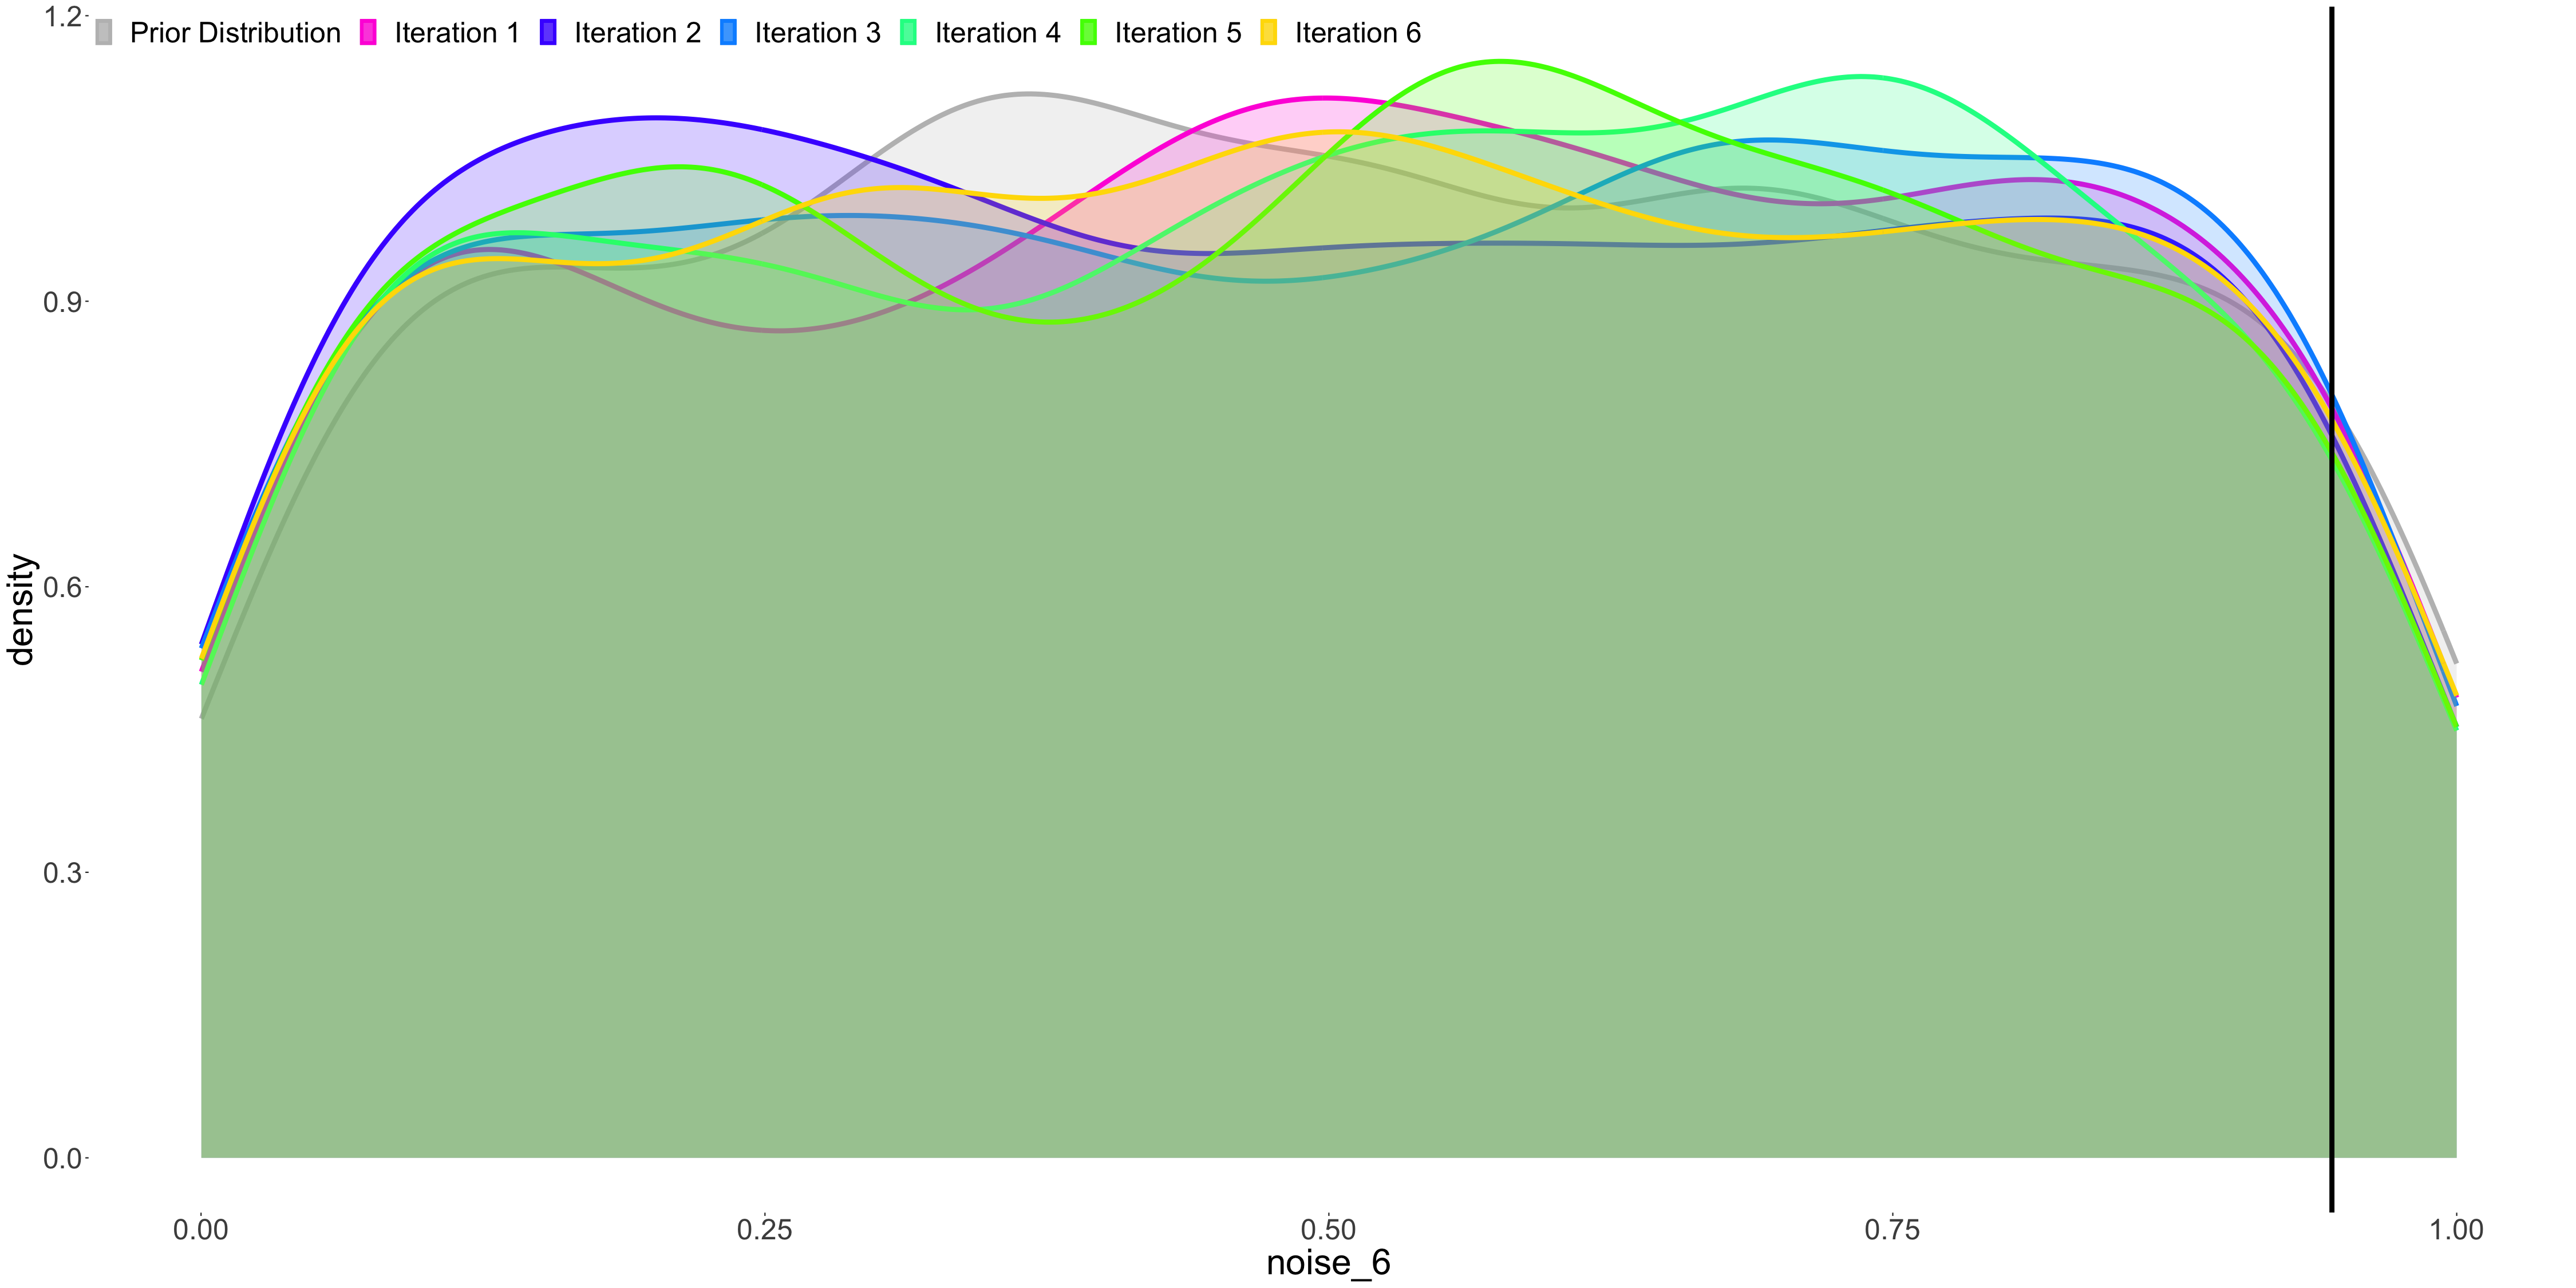 Prior Distribution Iteration 1 Iteration 2 Iteration 3 Iteration 4 Iteration 5 Iteration 6
1.2
0.9
0.6
0.3
0.0
density
0.00 0.25 0.50 0.75 1.00
noise_6